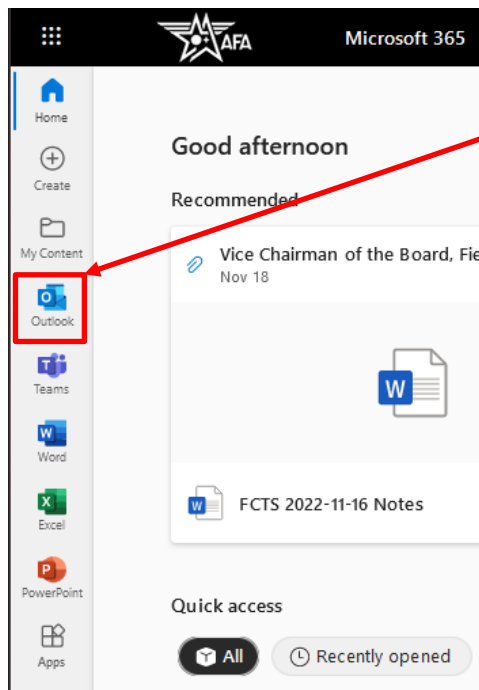 AFA
Microsoft 365
Home
Create
My Content
Outlook
Teams
Word
Excel
PowerPoint
Apps
Good afternoon
Recommended
Vice Chairman of the Board, Fie
Nov 18
W
W FCTS 2022-11-16 Notes
Quick access
All
Recently opened